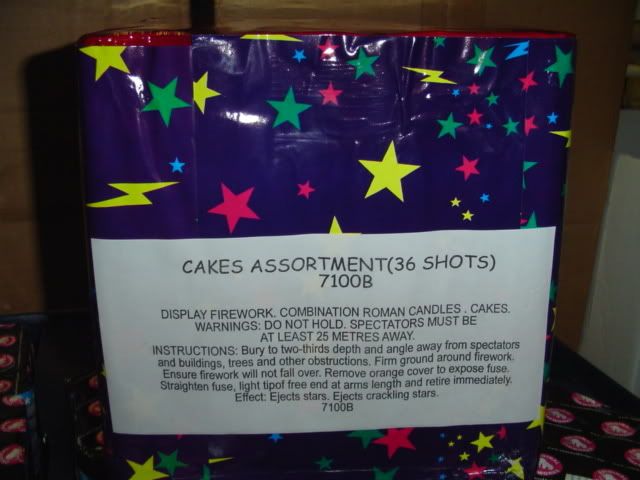 CAKES ASSORTMENT(36 SHOTS)
7100B
DISPLAY FIREWORK. COMBINATION ROMAN CANDLES . CAKES.
WARNINGS: DO NOT HOLD. SPECTATORS MUST BE
AT LEAST 25 METRES AWAY.
INSTRUCTIONS: Bury to two-thirds depth and angle away from spectators
and buildings, trees and other obstructions. Firm ground around firework.
Ensure firework will not fall over. Remove orange cover to expose fuse.
Straighten fuse, light tipof free end at arms length and retire immediately.
Effect: Ejects stars. Ejects crackling stars.
7100B